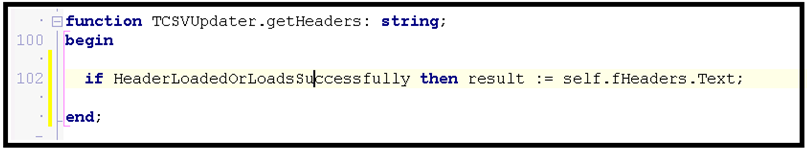 function TCSVUpdater.getHeaders: string;
100 begin
102 if HeaderLoadedOrLoadsSuccessfully then result := self.fHeaders.Text;
end;